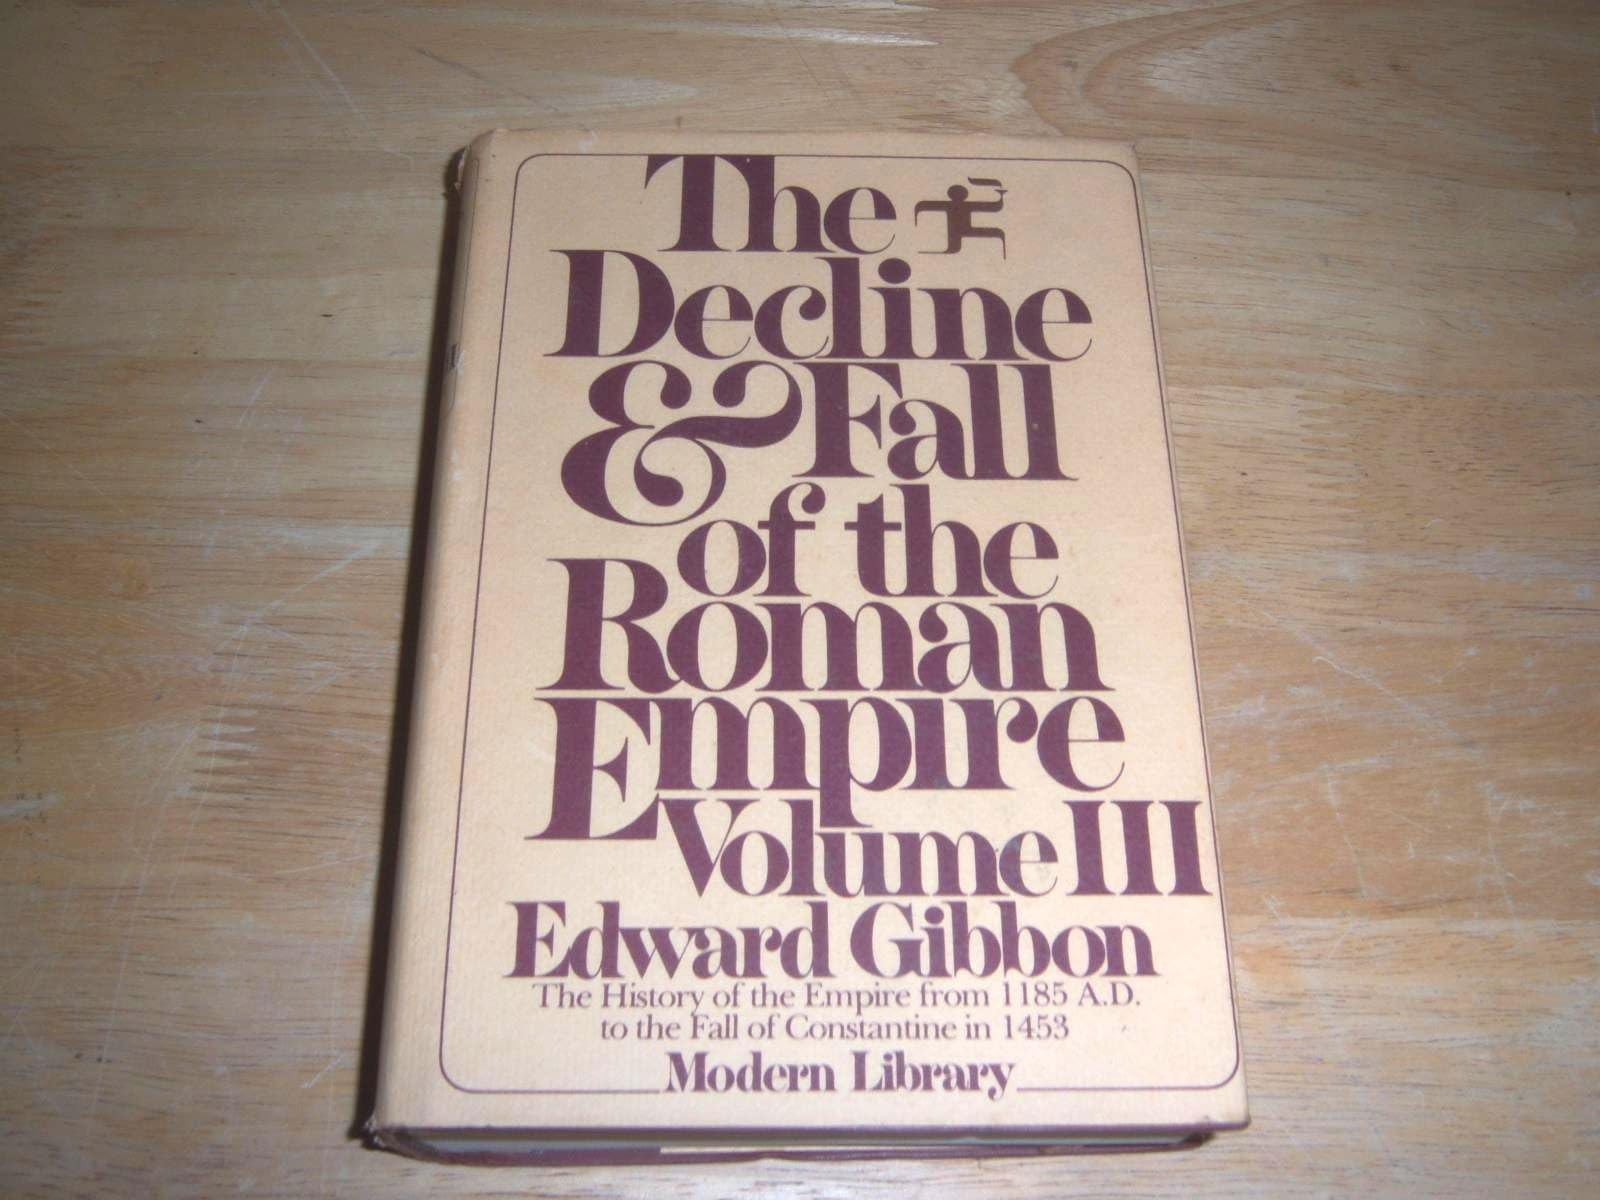 The
Decline
& Fall
of the
Roman
Empire
Volume III
Edward Gibbon
The History of the Empire from 1185 A.D.
to the Fall of Constantine in 1453
Modern Library